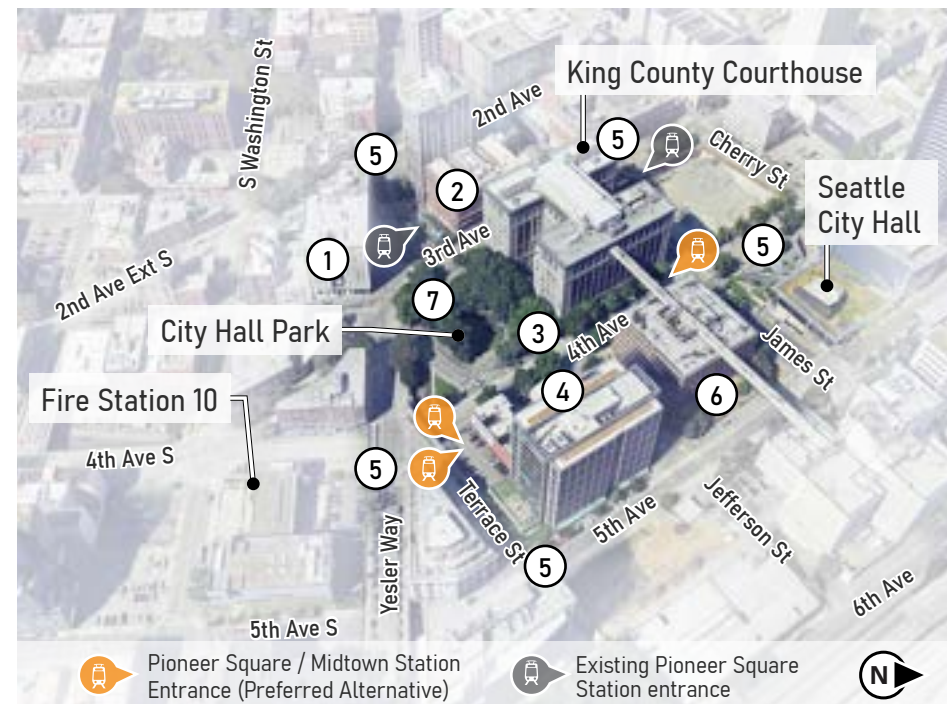 King County Courthouse
2nd Ave
S Washington St
5
5
Cherry St
Seattle
City Hall
2
3rd Ave
5
1
2nd Ave Ext S
7
City Hall Park
3
4th Ave
James St
Fire Station 10
4
6
4th Ave S
5
Terrace St
Jefferson St
5th Ave
Yesler Way
5
6th Ave
5th Ave S
Pioneer Square / Midtown Station
Entrance (Preferred Alternative)
Existing Pioneer Square
Station entrance
N